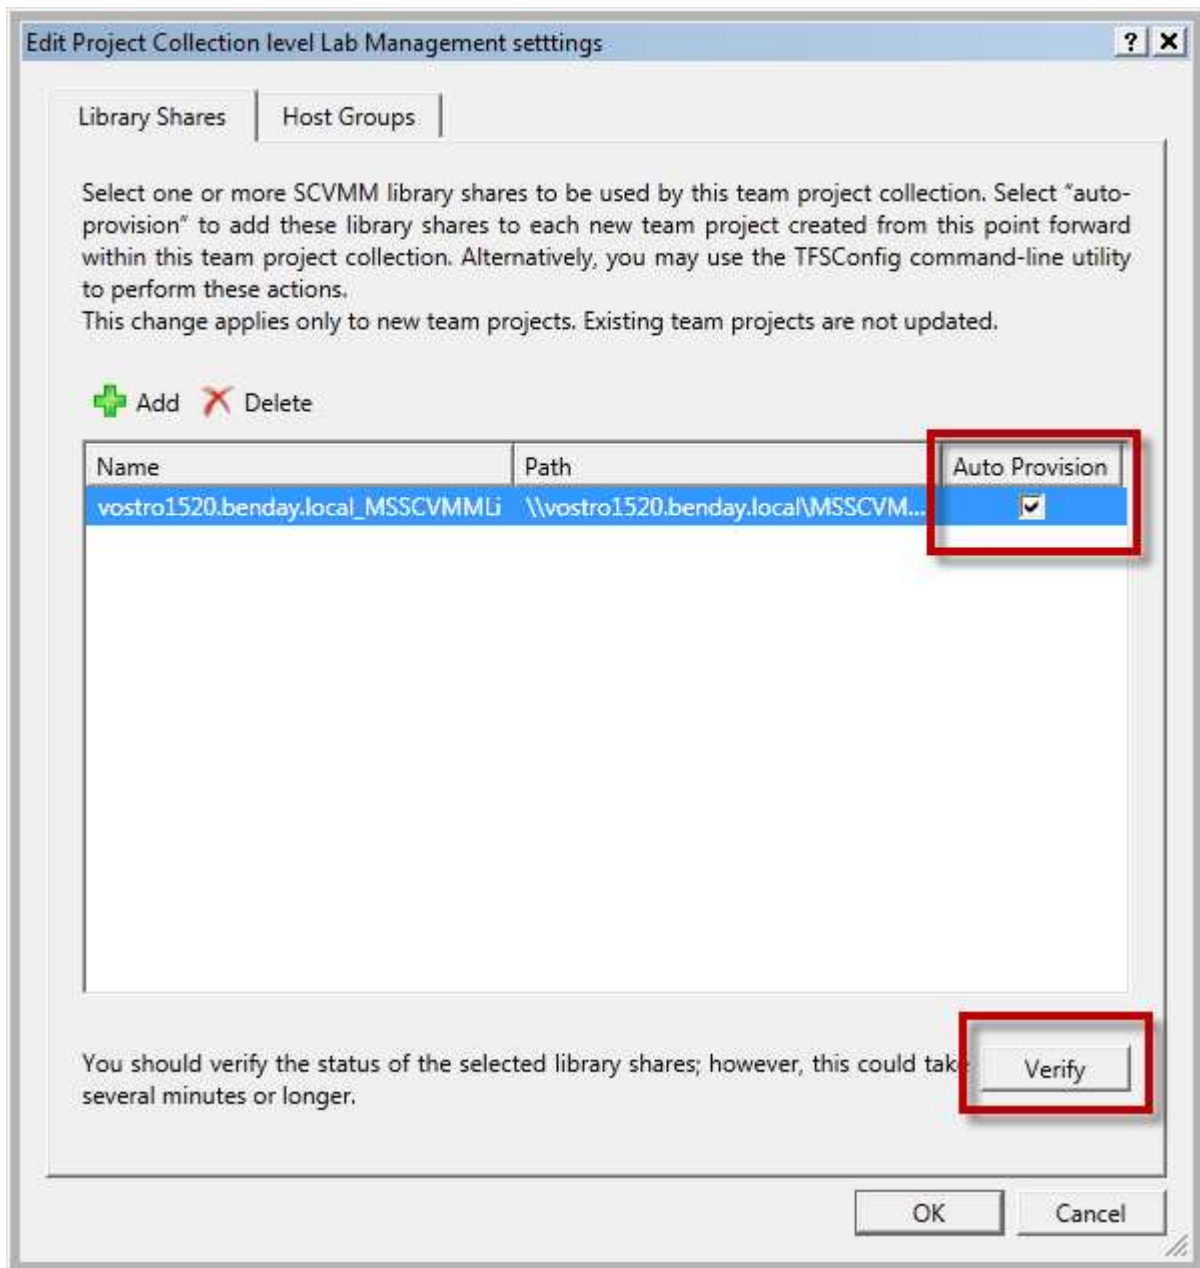 Edit Project Collection level Lab Management setttings
Library Shares Host Groups
Select one or more SCVMM library shares to be used by this team project collection. Select “auto-
provision” to add these library shares to each new team project created from this point forward
within this team project collection. Alternatively, you may use the TFSConfig command-line utility
to perform these actions.
This change applies only to new team projects. Existing team projects are not updated.
Add Delete
Name Path Auto Provision
vostro1520.benday.local_MSSCVMMLi \\vostro1520.benday.local\MSSCVM...
You should verify the status of the selected library shares; however, this could take
several minutes or longer.
Verify
OK Cancel